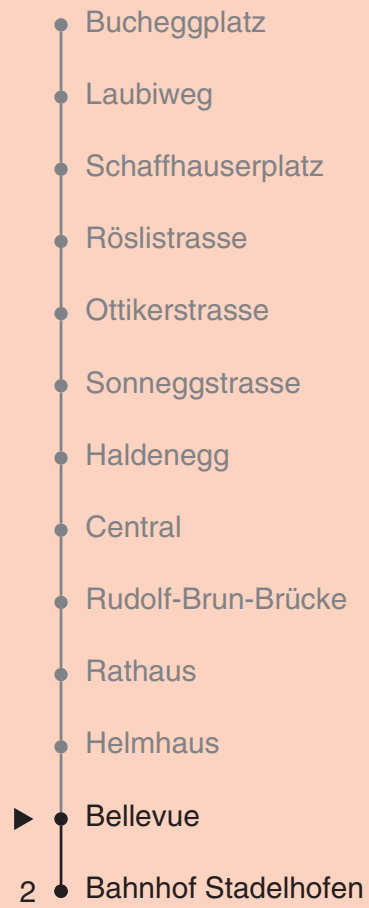 Bucheggplatz
Laubiweg
Schaffhauserplatz
Röslistrasse
Ottikerstrasse
Sonneggstrasse
Haldenegg
Central
Rudolf-Brun-Brücke
Rathaus
Helmhaus
Bellevue
2 Bahnhof Stadelhofen